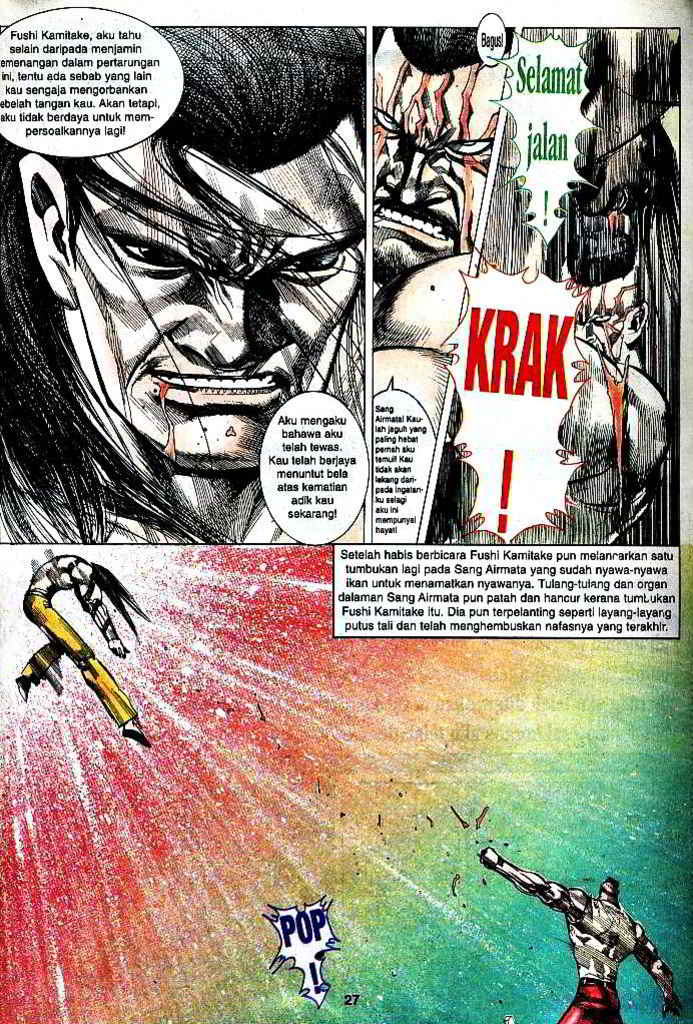 Fushi Kamitake, aku tahu
selain daripada menjamin
emenangan dalam pertarungan
ini, tentu ada sebab yang lain
kau sengaja mengorbankan
ebelah tangan kau. Akan tetapi,
aku tidak berdaya untuk mem-
persoalkannya lagi!
Aku mengaku
bahawa aku
telah tewas.
Kau telah berjaya
menuntut bela
atas kematian
adik kau
sekarang!
Bagus!
Selamat
jalan
!
KRAK
!
Sang
Airmata! Kau-
lah jaguh yang
paling hebat
pernah aku
temui! Kau
tidak akan
lekang dari-
pada ingatan-
ku selagi
aku ini
mempunyai
hayat!
Setelah habis berbicara Fushi Kamitake pun melancarkan satu
tumbukan lagi pada Sang Airmata yang sudah nyawa-nyawa
ikan untuk menamatkan nyawanya. Tulang-tulang dan organ
dalaman Sang Airmata pun patah dan hancur kerana tumbukan
Fushi Kamitake itu. Dia pun terpelanting seperti layang-layang
putus tali dan telah menghembuskan nafasnya yang terakhir.
POP
!
27